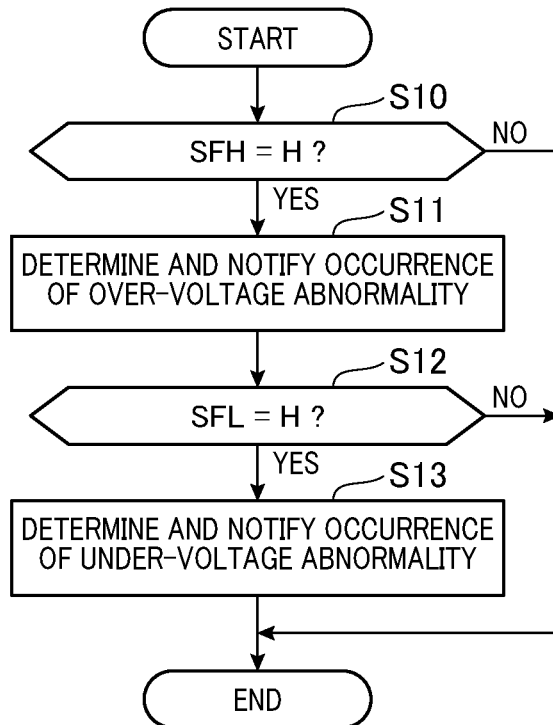 START
S10
SFH = H ?
NO
YES
S11
DETERMINE AND NOTIFY OCCURRENCE
OF OVER-VOLTAGE ABNORMALITY
S12
SFL = H ?
NO
YES
S13
DETERMINE AND NOTIFY OCCURRENCE
OF UNDER-VOLTAGE ABNORMALITY
END